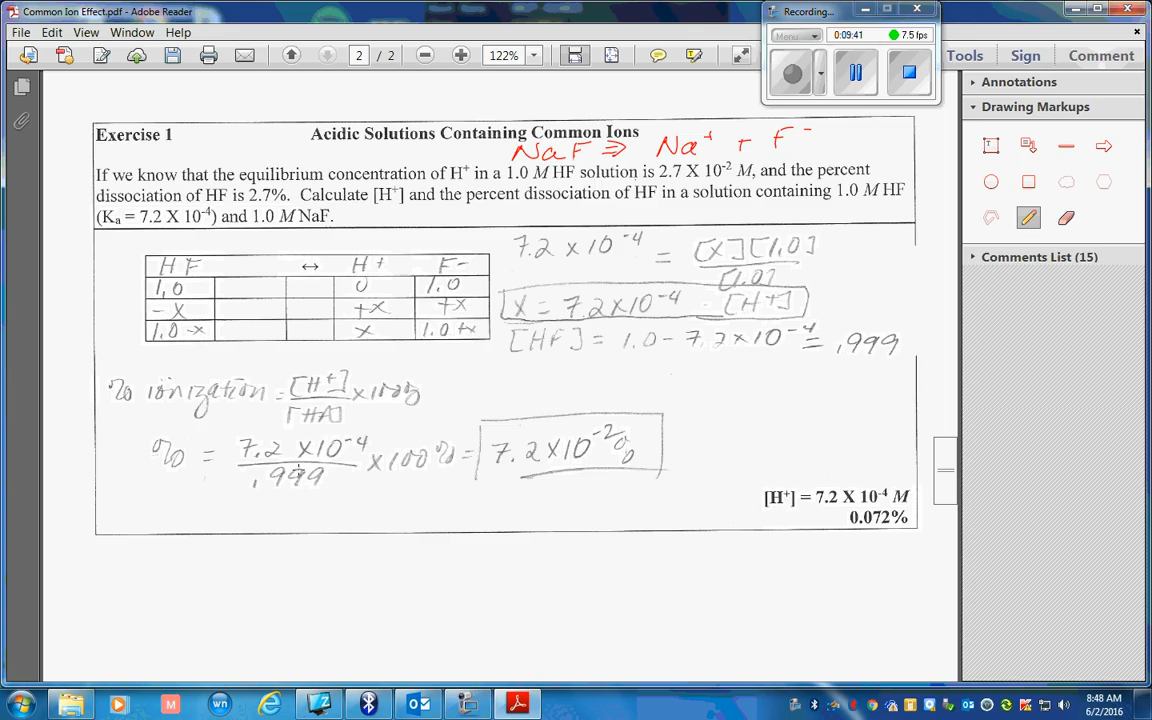 Common Ion Effect.pdf - Adobe Reader
File Edit View Window Help
Recording...
Menu 0:09:41 7.5 fps
2 / 2 122% Tools Sign Comment
Annotations
Drawing Markups
Comments List (15)
Exercise 1 Acidic Solutions Containing Common Ions
NaF ⇒ Na+ + F-
If we know that the equilibrium concentration of H+ in a 1.0 M HF solution is 2.7 X 10-2 M, and the percent
dissociation of HF is 2.7%. Calculate [H+] and the percent dissociation of HF in a solution containing 1.0 M HF
(Ka = 7.2 X 10-4) and 1.0 M NaF.
HF ↔ H+ F-
1.0 0 1.0
-x +x +x
1.0-x x 1.0+x
7.2 x 10-4 = [X][1.0]
[1.0]
x = 7.2x10-4 - [H+]
[HF] = 1.0 - 7.2x10-4 = .999
% ionization = [H+] x 100%
[HA]
% = 7.2 x10-4 x100% = 7.2x10-2%
.999
[H+] = 7.2 X 10-4 M
0.072%
8:48 AM
6/2/2016